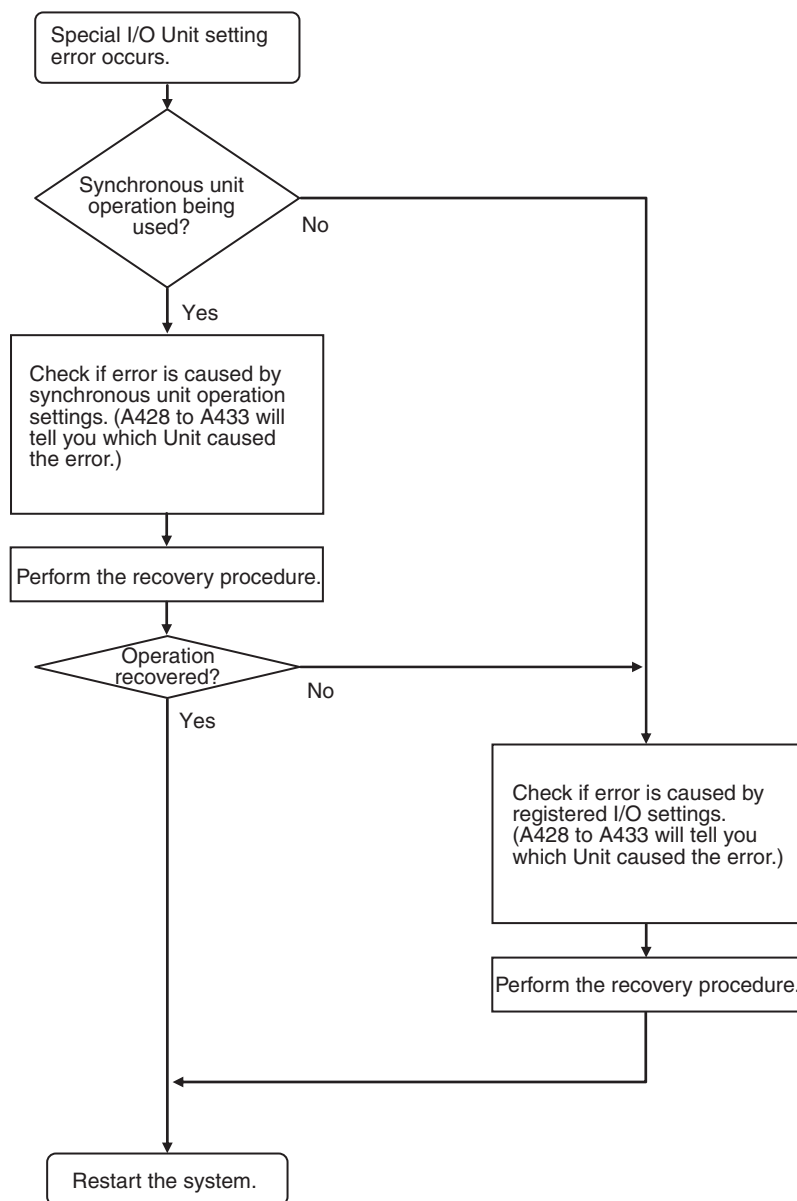 Special I/O Unit setting
error occurs.
Synchronous unit
operation being
used?
No
Yes
Check if error is caused by
synchronous unit operation
settings. (A428 to A433 will
tell you which Unit caused
the error.)
Perform the recovery procedure.
Operation
recovered?
No
Yes
Check if error is caused by
registered I/O settings.
(A428 to A433 will tell you
which Unit caused the error.)
Perform the recovery procedure.
Restart the system.